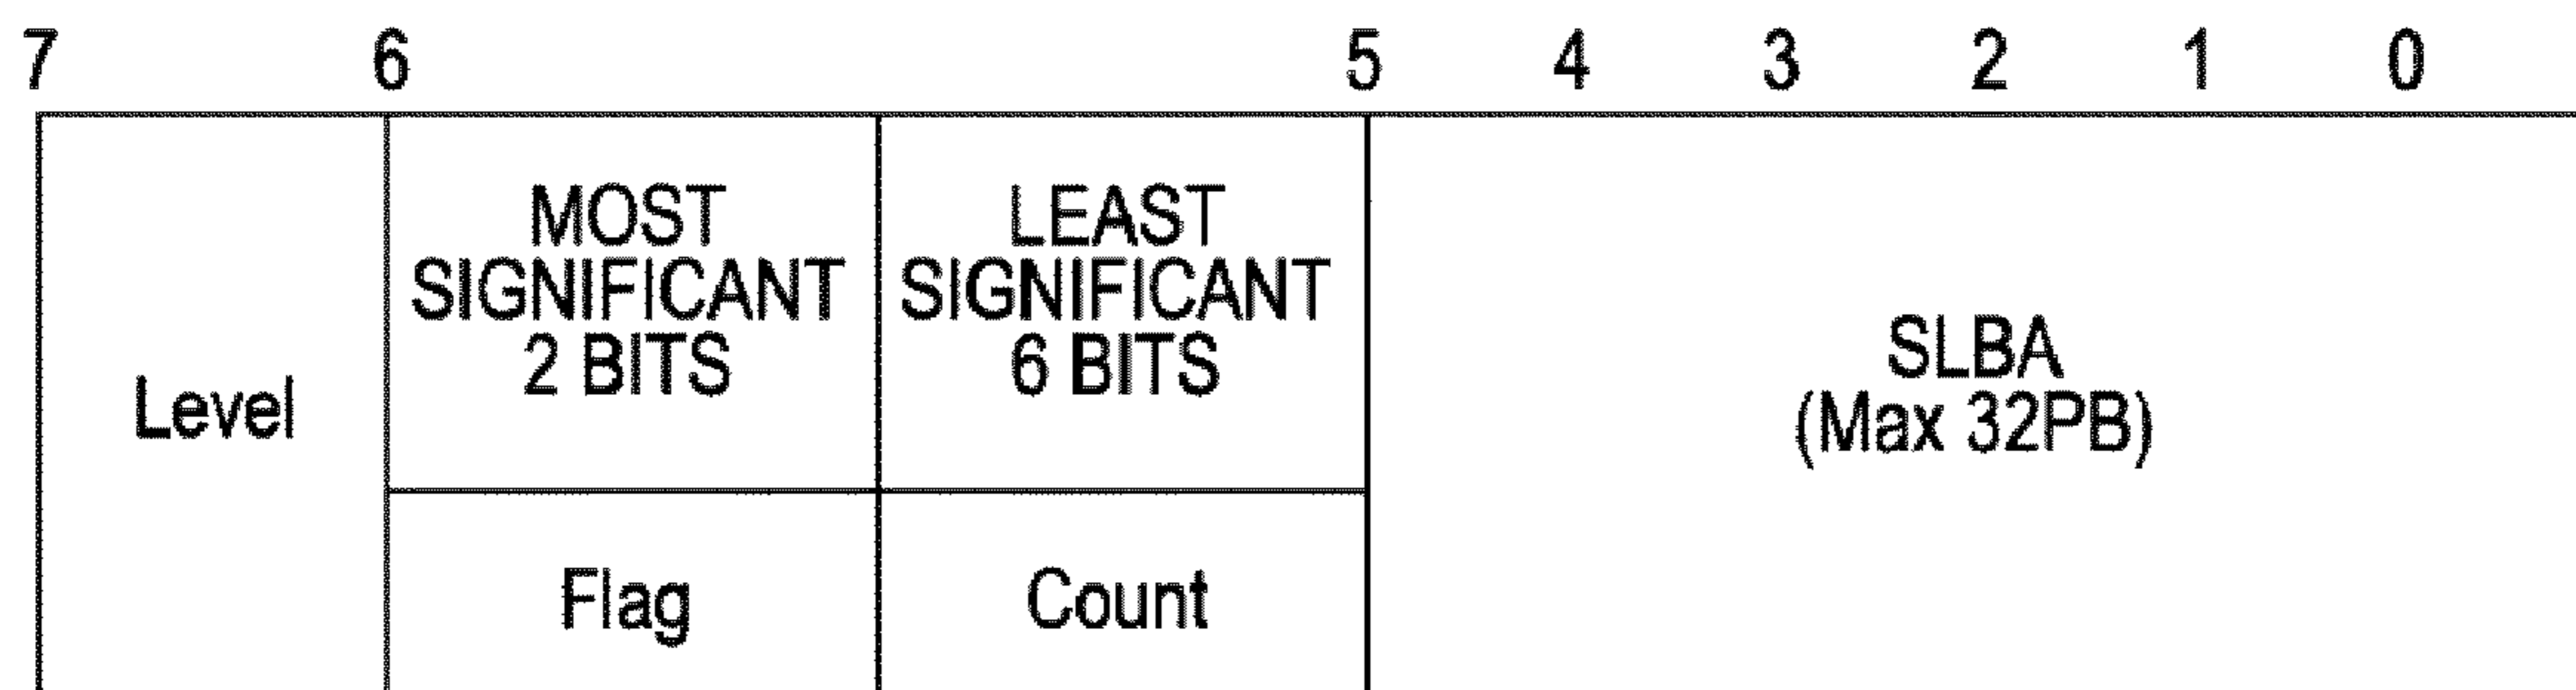 7 6 5 4 3 2 1 0
Level
MOST
SIGNIFICANT
2 BITS
LEAST
SIGNIFICANT
6 BITS
Flag
Count
SLBA
(Max 32PB)